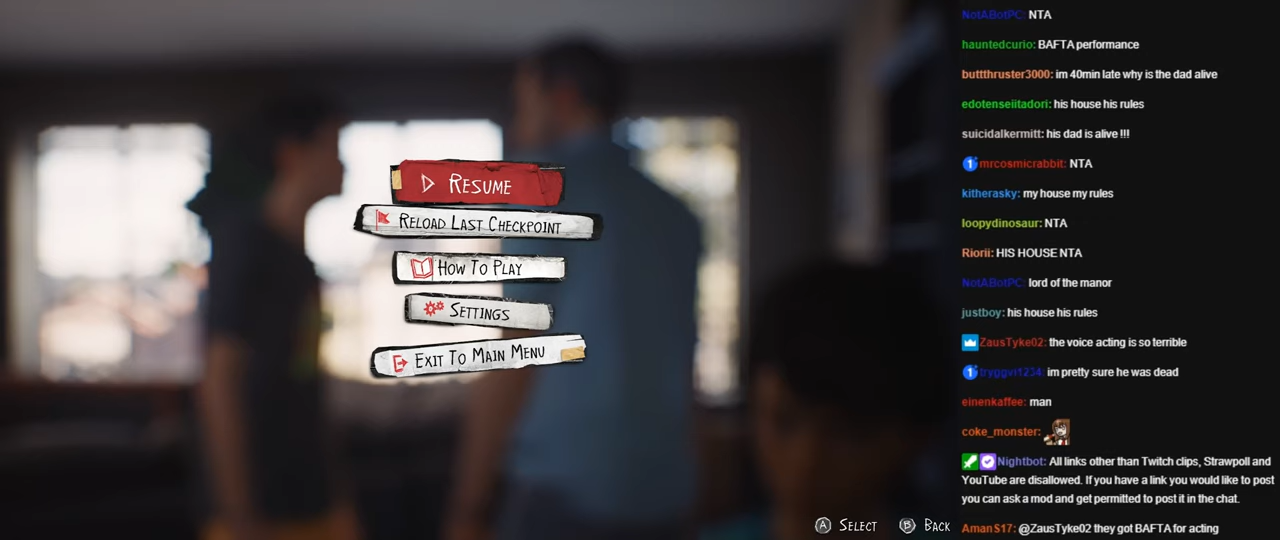 RESUME
RELOAD LAST CHECKPOINT
HOW TO PLAY
SETTINGS
EXIT TO MAIN MENU
A SELECT B BACK
NotABotPC: NTA
hauntedcurio: BAFTA performance
buttthruster3000: im 40min late why is the dad alive
edotenseiitadori: his house his rules
suicidalkermitt: his dad is alive !!!
1 mrcosmicrabbit: NTA
kitherasky: my house my rules
loopydinosaur: NTA
Riorii: HIS HOUSE NTA
NotABotPC: lord of the manor
justboy: his house his rules
ZausTyke02: the voice acting is so terrible
1 tryggvi1234: im pretty sure he was dead
einenkaffee: man
coke_monster:
Nightbot: All links other than Twitch clips, Strawpoll and
YouTube are disallowed. If you have a link you would like to post
you can ask a mod and get permitted to post it in the chat.
AmanS17: @ZausTyke02 they got BAFTA for acting